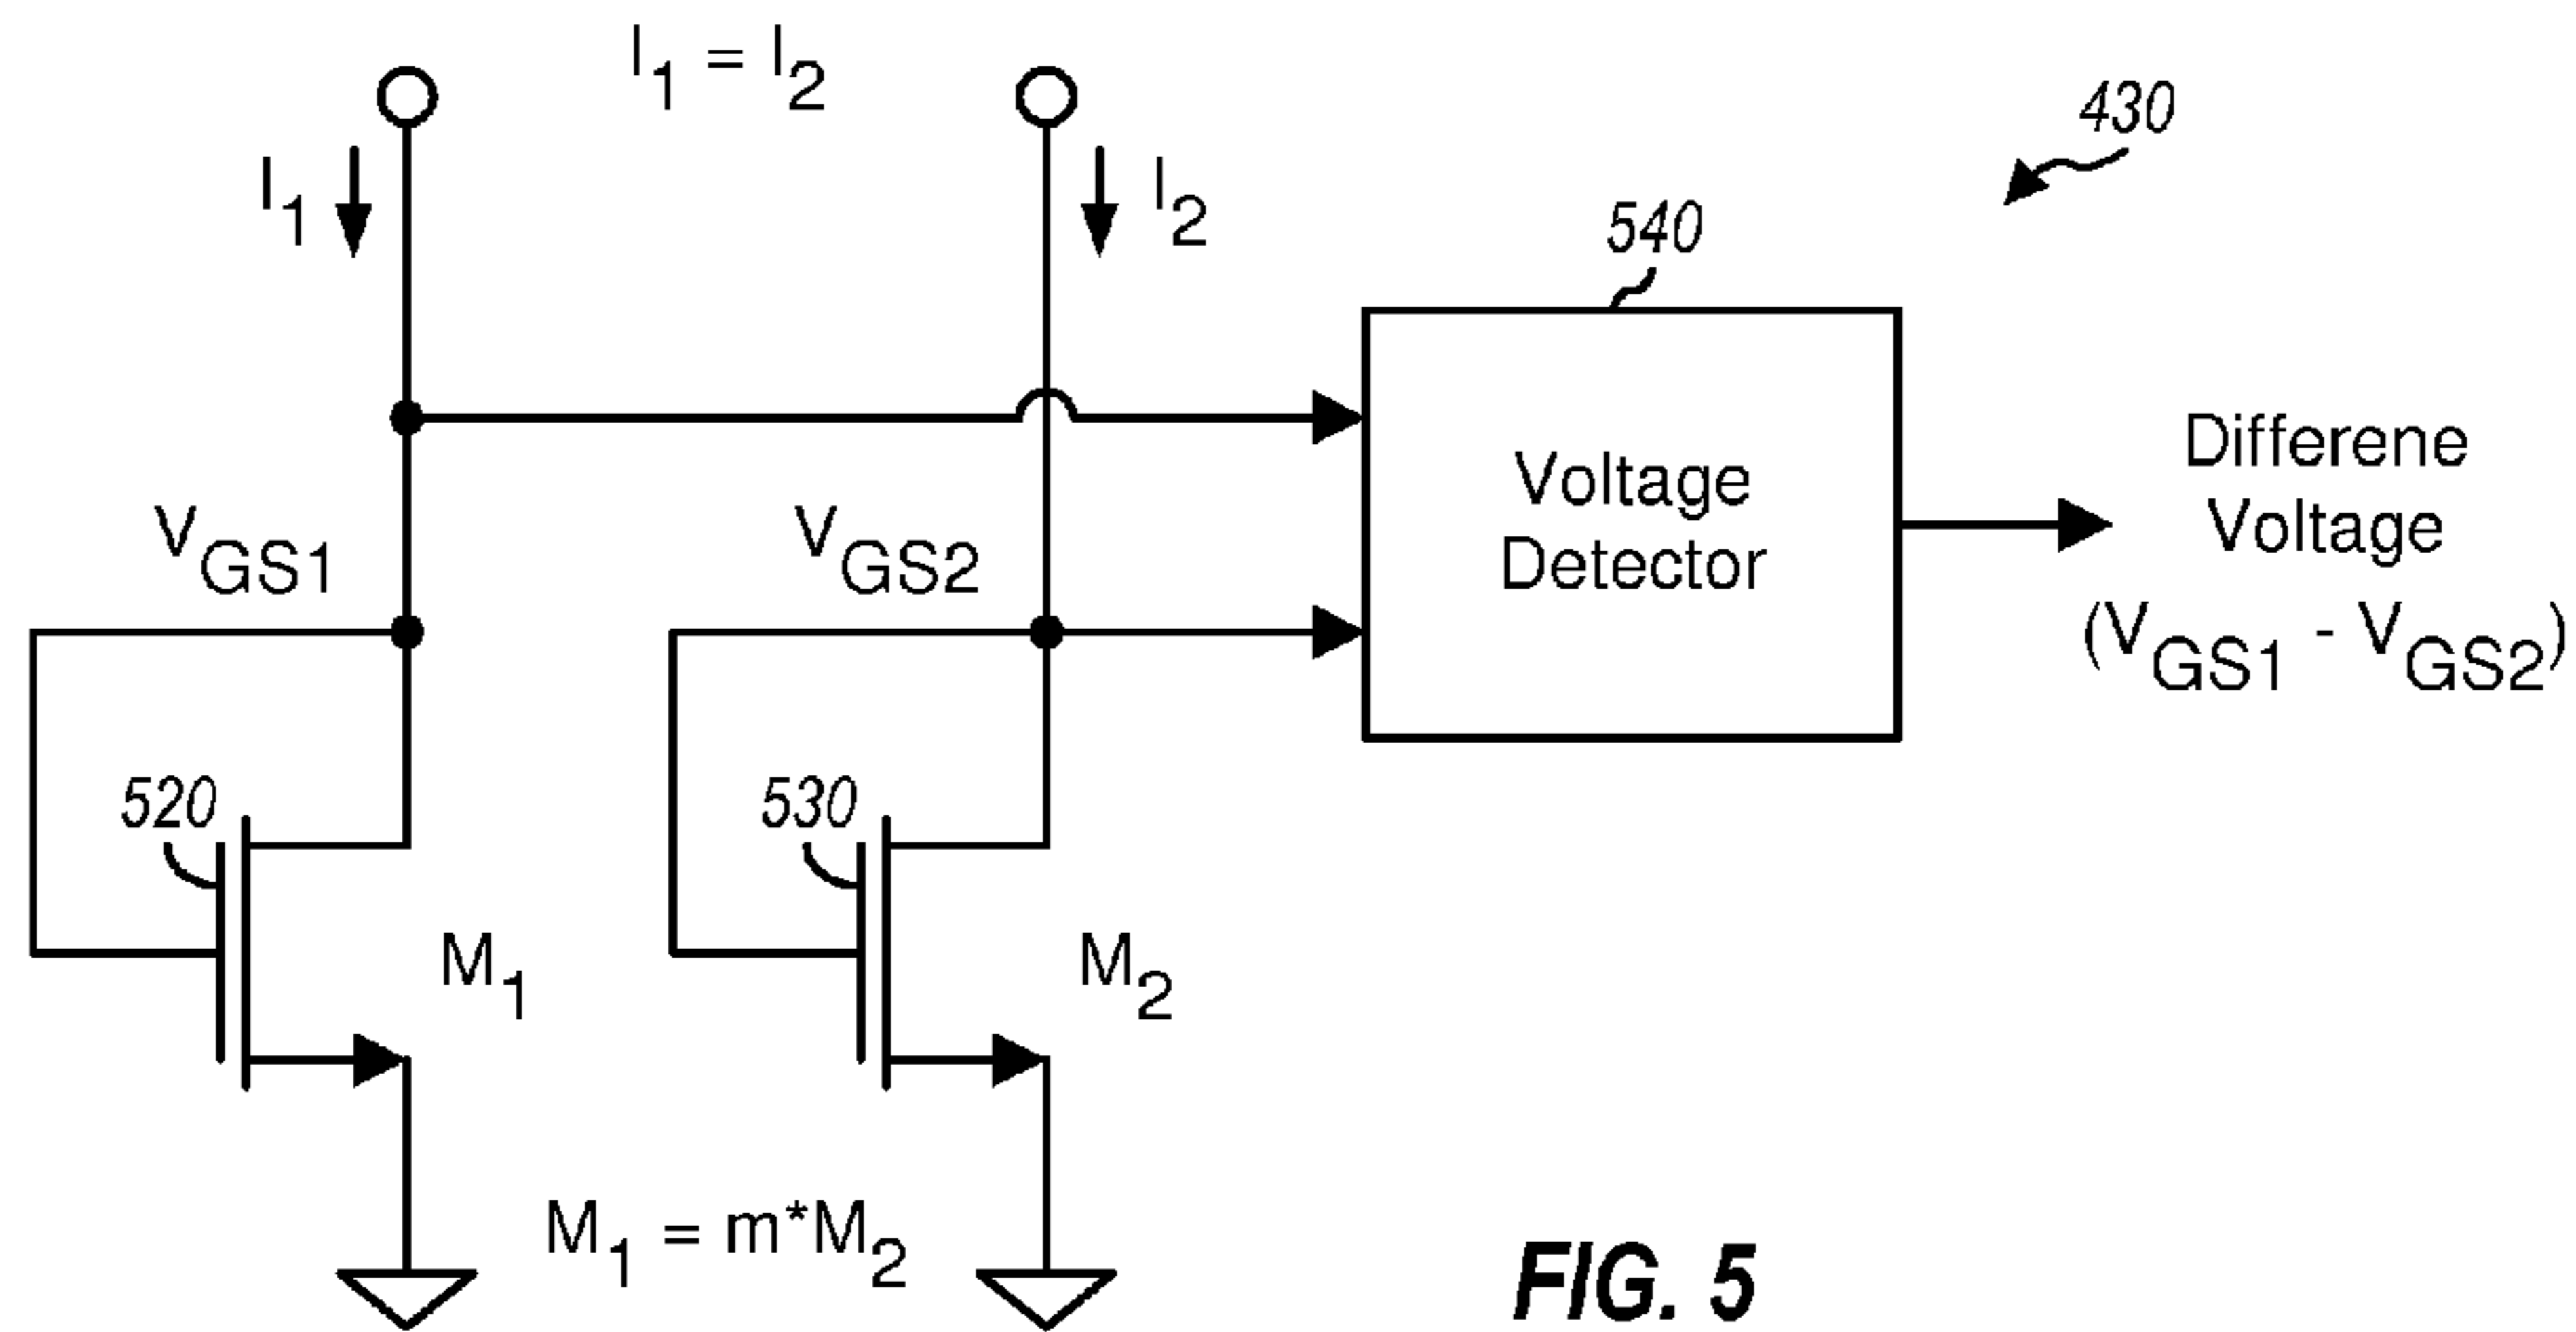 I1 = I2
430
I1
I2
540
Differene
Voltage
(VGS1 - VGS2)
Voltage
Detector
VGS1
VGS2
520
530
M1
M2
M1 = m*M2
FIG. 5